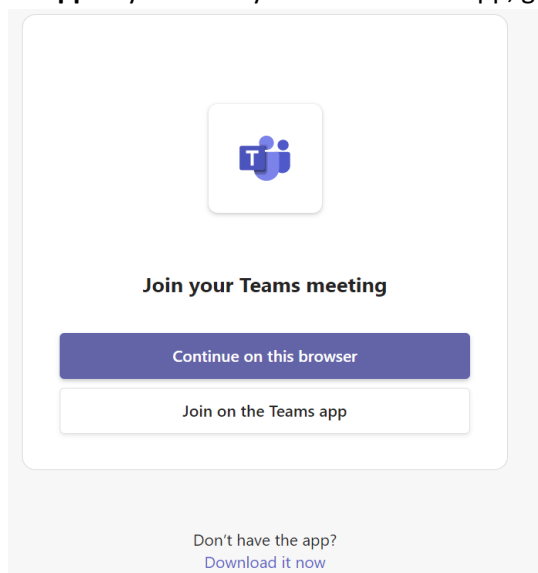 T
Join your Teams meeting
Continue on this browser
Join on the Teams app
Don't have the app?
Download it now